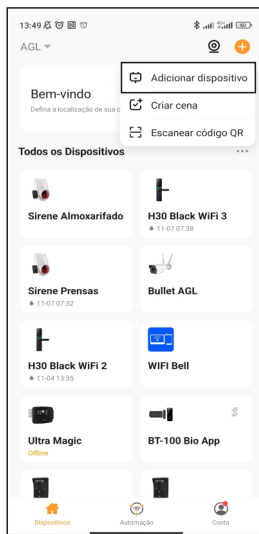 13:49
AGL
Adicionar dispositivo
Criar cena
Escanear código QR
Bem-vindo
Defina a localização de sua c
Todos os Dispositivos
Sirene Almoxarifado
H30 Black WiFi 3
11-07 07:38
Sirene Prensas
11-07 07:32
Bullet AGL
H30 Black WiFi 2
11-04 13:35
WIFI Bell
Ultra Magic
Offline
BT-100 Bio App
Dispositivos
Automação
Conta